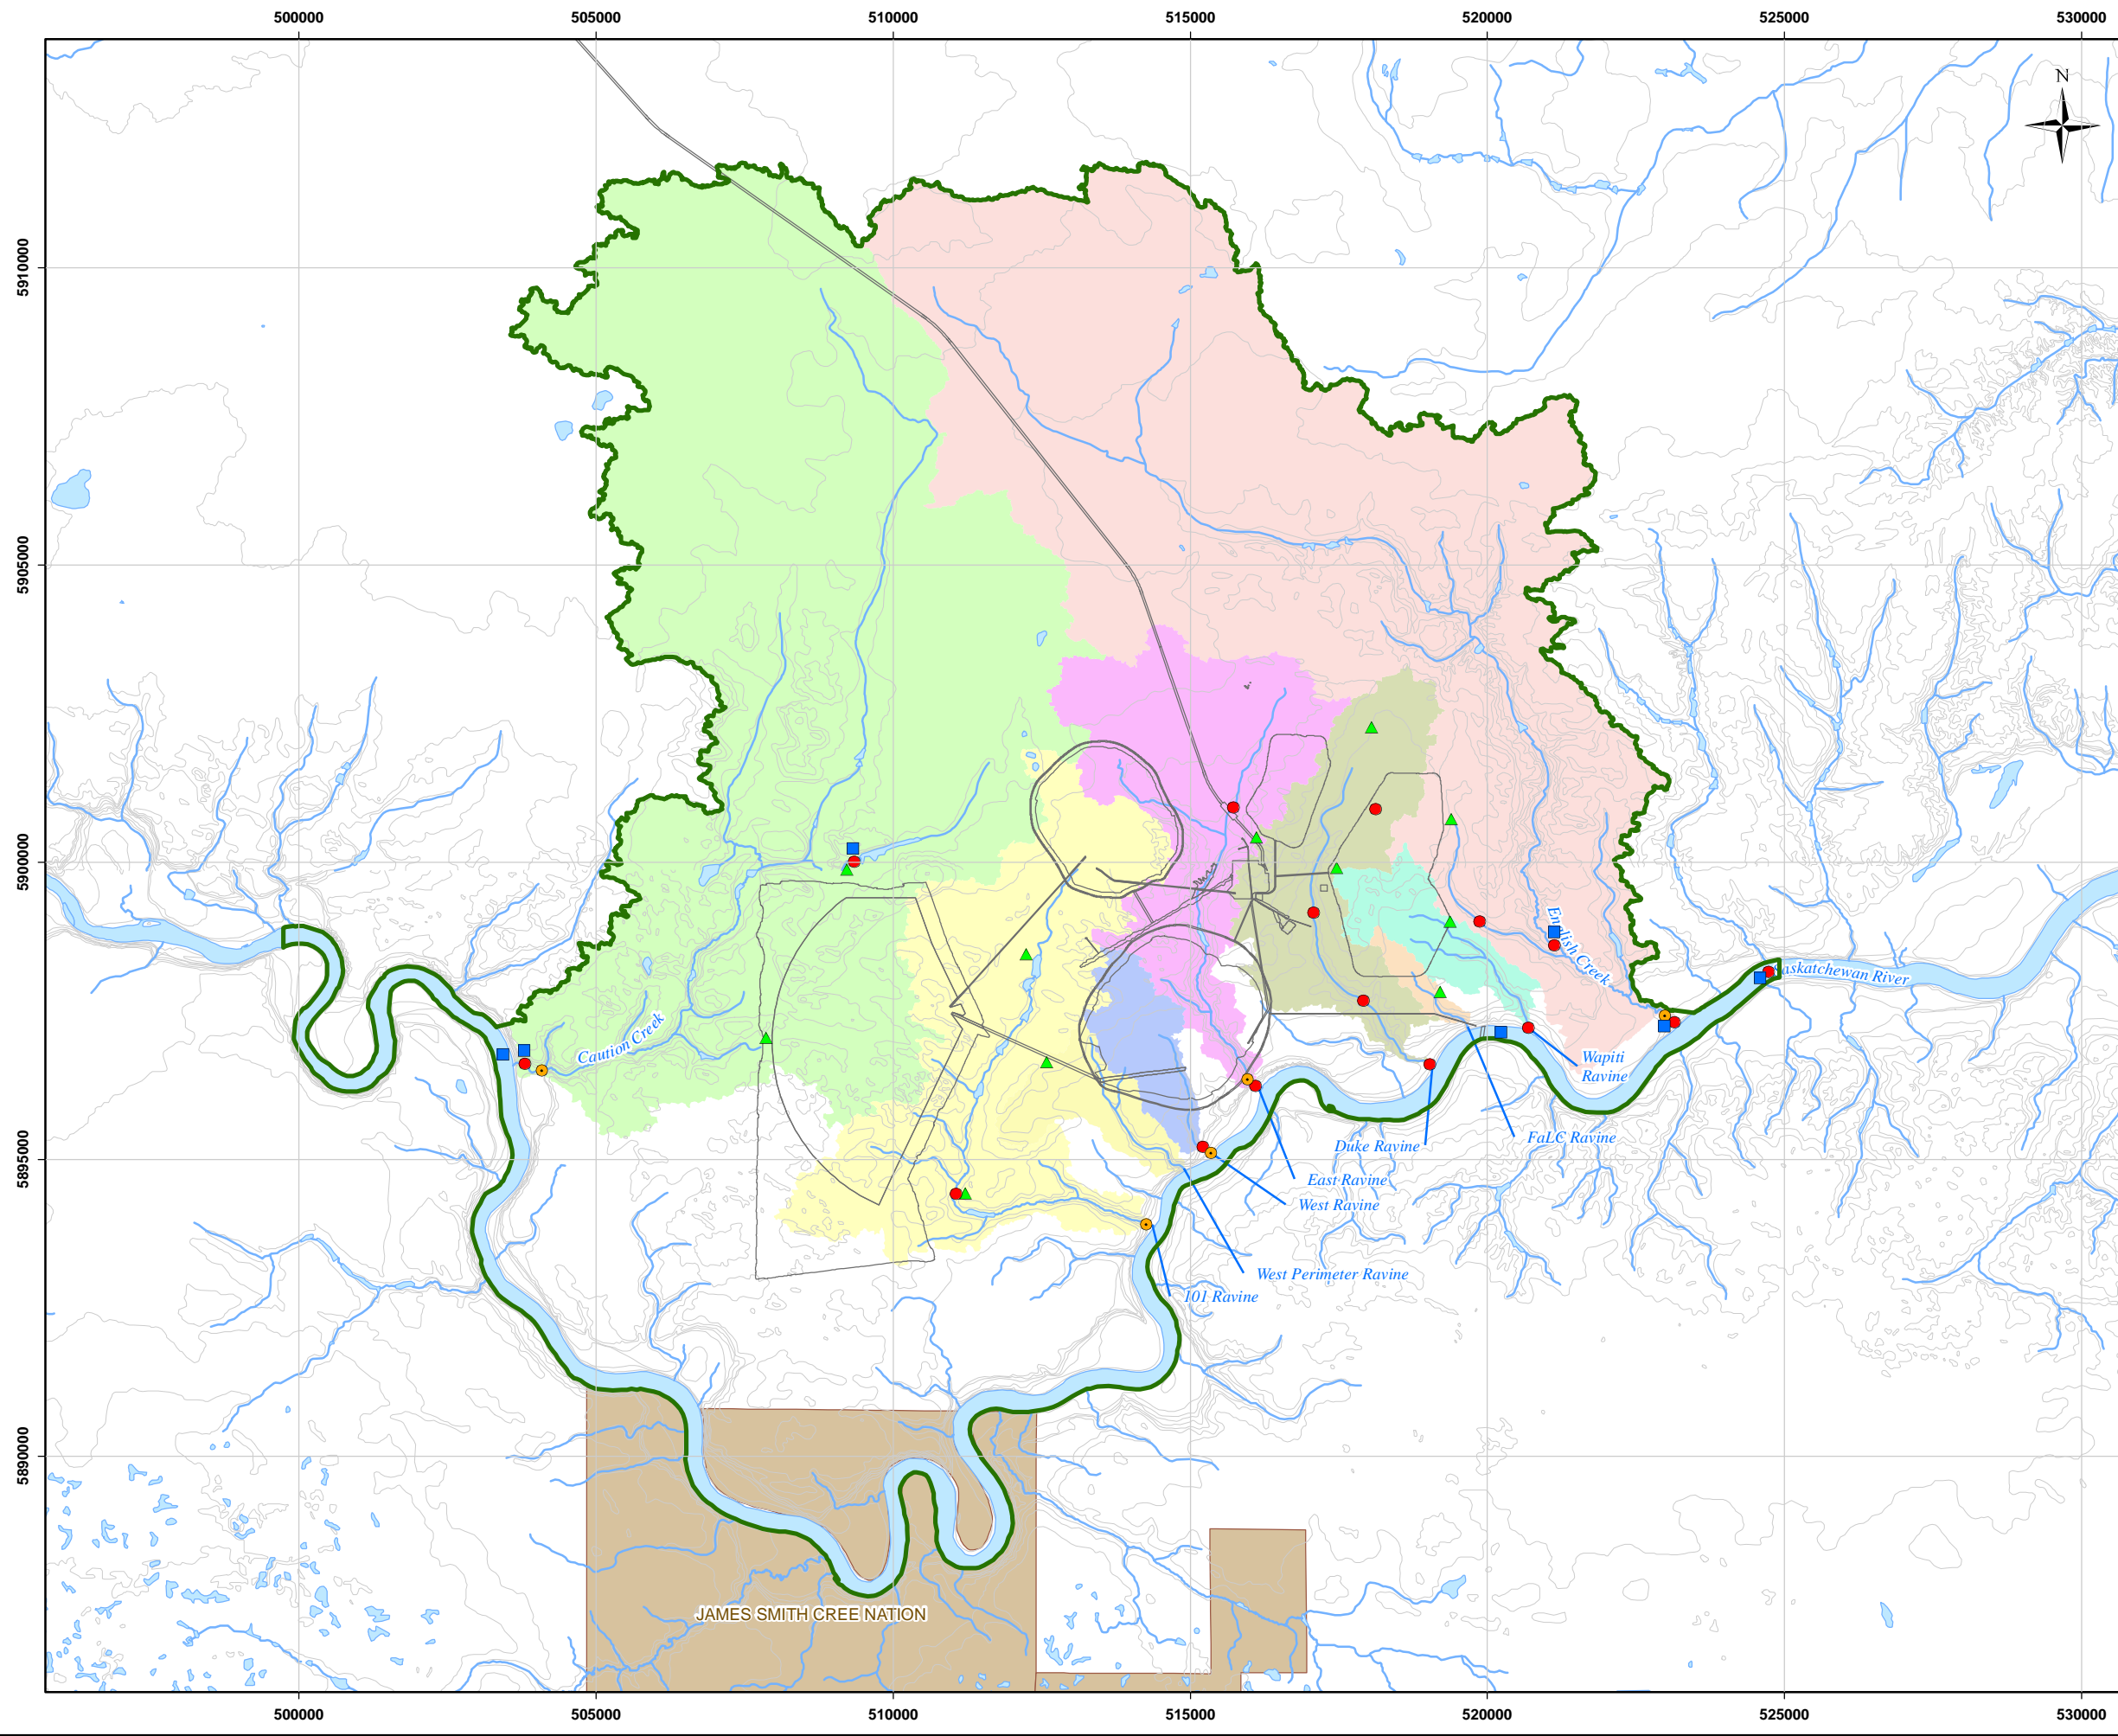 500000 505000 510000 515000 520000 525000 530000
N
5910000
5905000
5900000
English Creek
Saskatchewan River
Caution Creek
Wapiti
Ravine
FaLC Ravine
Duke Ravine
5895000
East Ravine
West Ravine
West Perimeter Ravine
101 Ravine
5890000
JAMES SMITH CREE NATION
500000 505000 510000 515000 520000 525000 530000